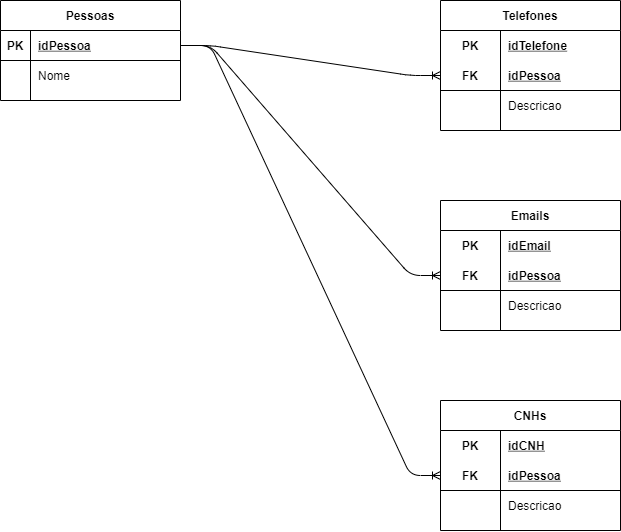 Pessoas
PK idPessoa
Nome
Telefones
PK idTelefone
FK idPessoa
Descricao
Emails
PK idEmail
FK idPessoa
Descricao
CNHs
PK idCNH
FK idPessoa
Descricao